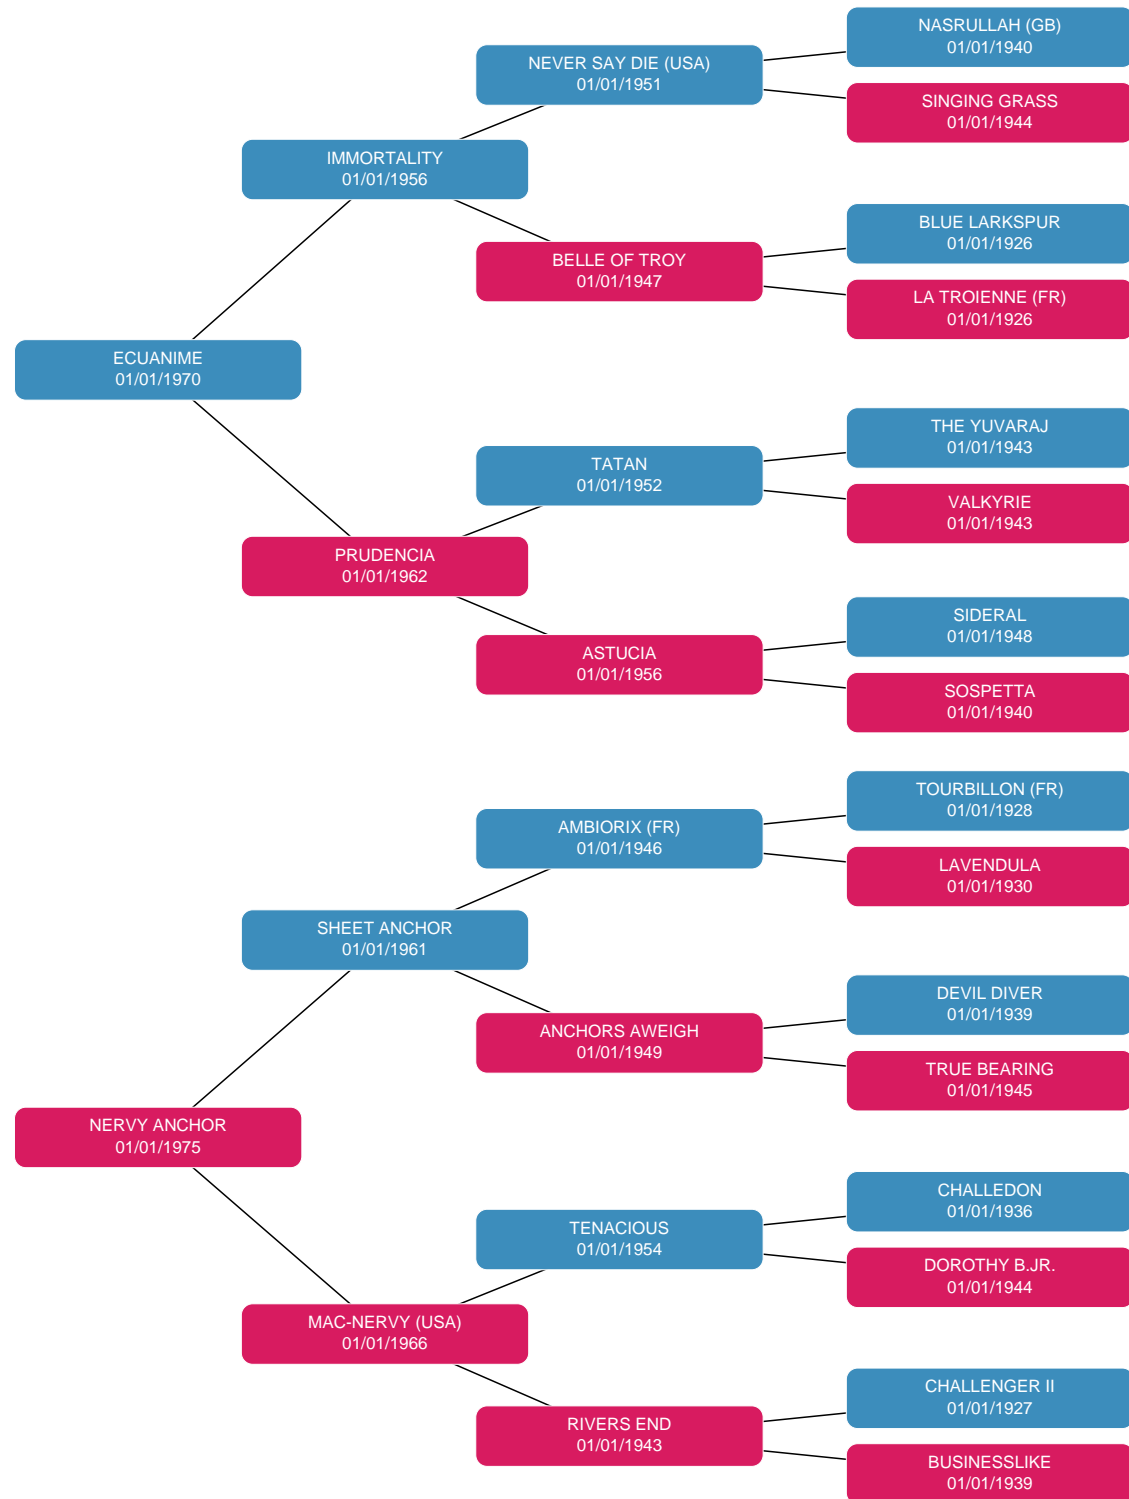 NASRULLAH (GB)
01/01/1940
NEVER SAY DIE (USA)
01/01/1951
SINGING GRASS
01/01/1944
IMMORTALITY
01/01/1956
BLUE LARKSPUR
01/01/1926
BELLE OF TROY
01/01/1947
LA TROIENNE (FR)
01/01/1926
ECUANIME
01/01/1970
THE YUVARAJ
01/01/1943
TATAN
01/01/1952
VALKYRIE
01/01/1943
PRUDENCIA
01/01/1962
SIDERAL
01/01/1948
ASTUCIA
01/01/1956
SOSPETTA
01/01/1940
TOURBILLON (FR)
01/01/1928
AMBIORIX (FR)
01/01/1946
LAVENDULA
01/01/1930
SHEET ANCHOR
01/01/1961
DEVIL DIVER
01/01/1939
ANCHORS AWEIGH
01/01/1949
TRUE BEARING
01/01/1945
NERVY ANCHOR
01/01/1975
CHALLEDON
01/01/1936
TENACIOUS
01/01/1954
DOROTHY B.JR.
01/01/1944
MAC-NERVY (USA)
01/01/1966
CHALLENGER II
01/01/1927
RIVERS END
01/01/1943
BUSINESSLIKE
01/01/1939